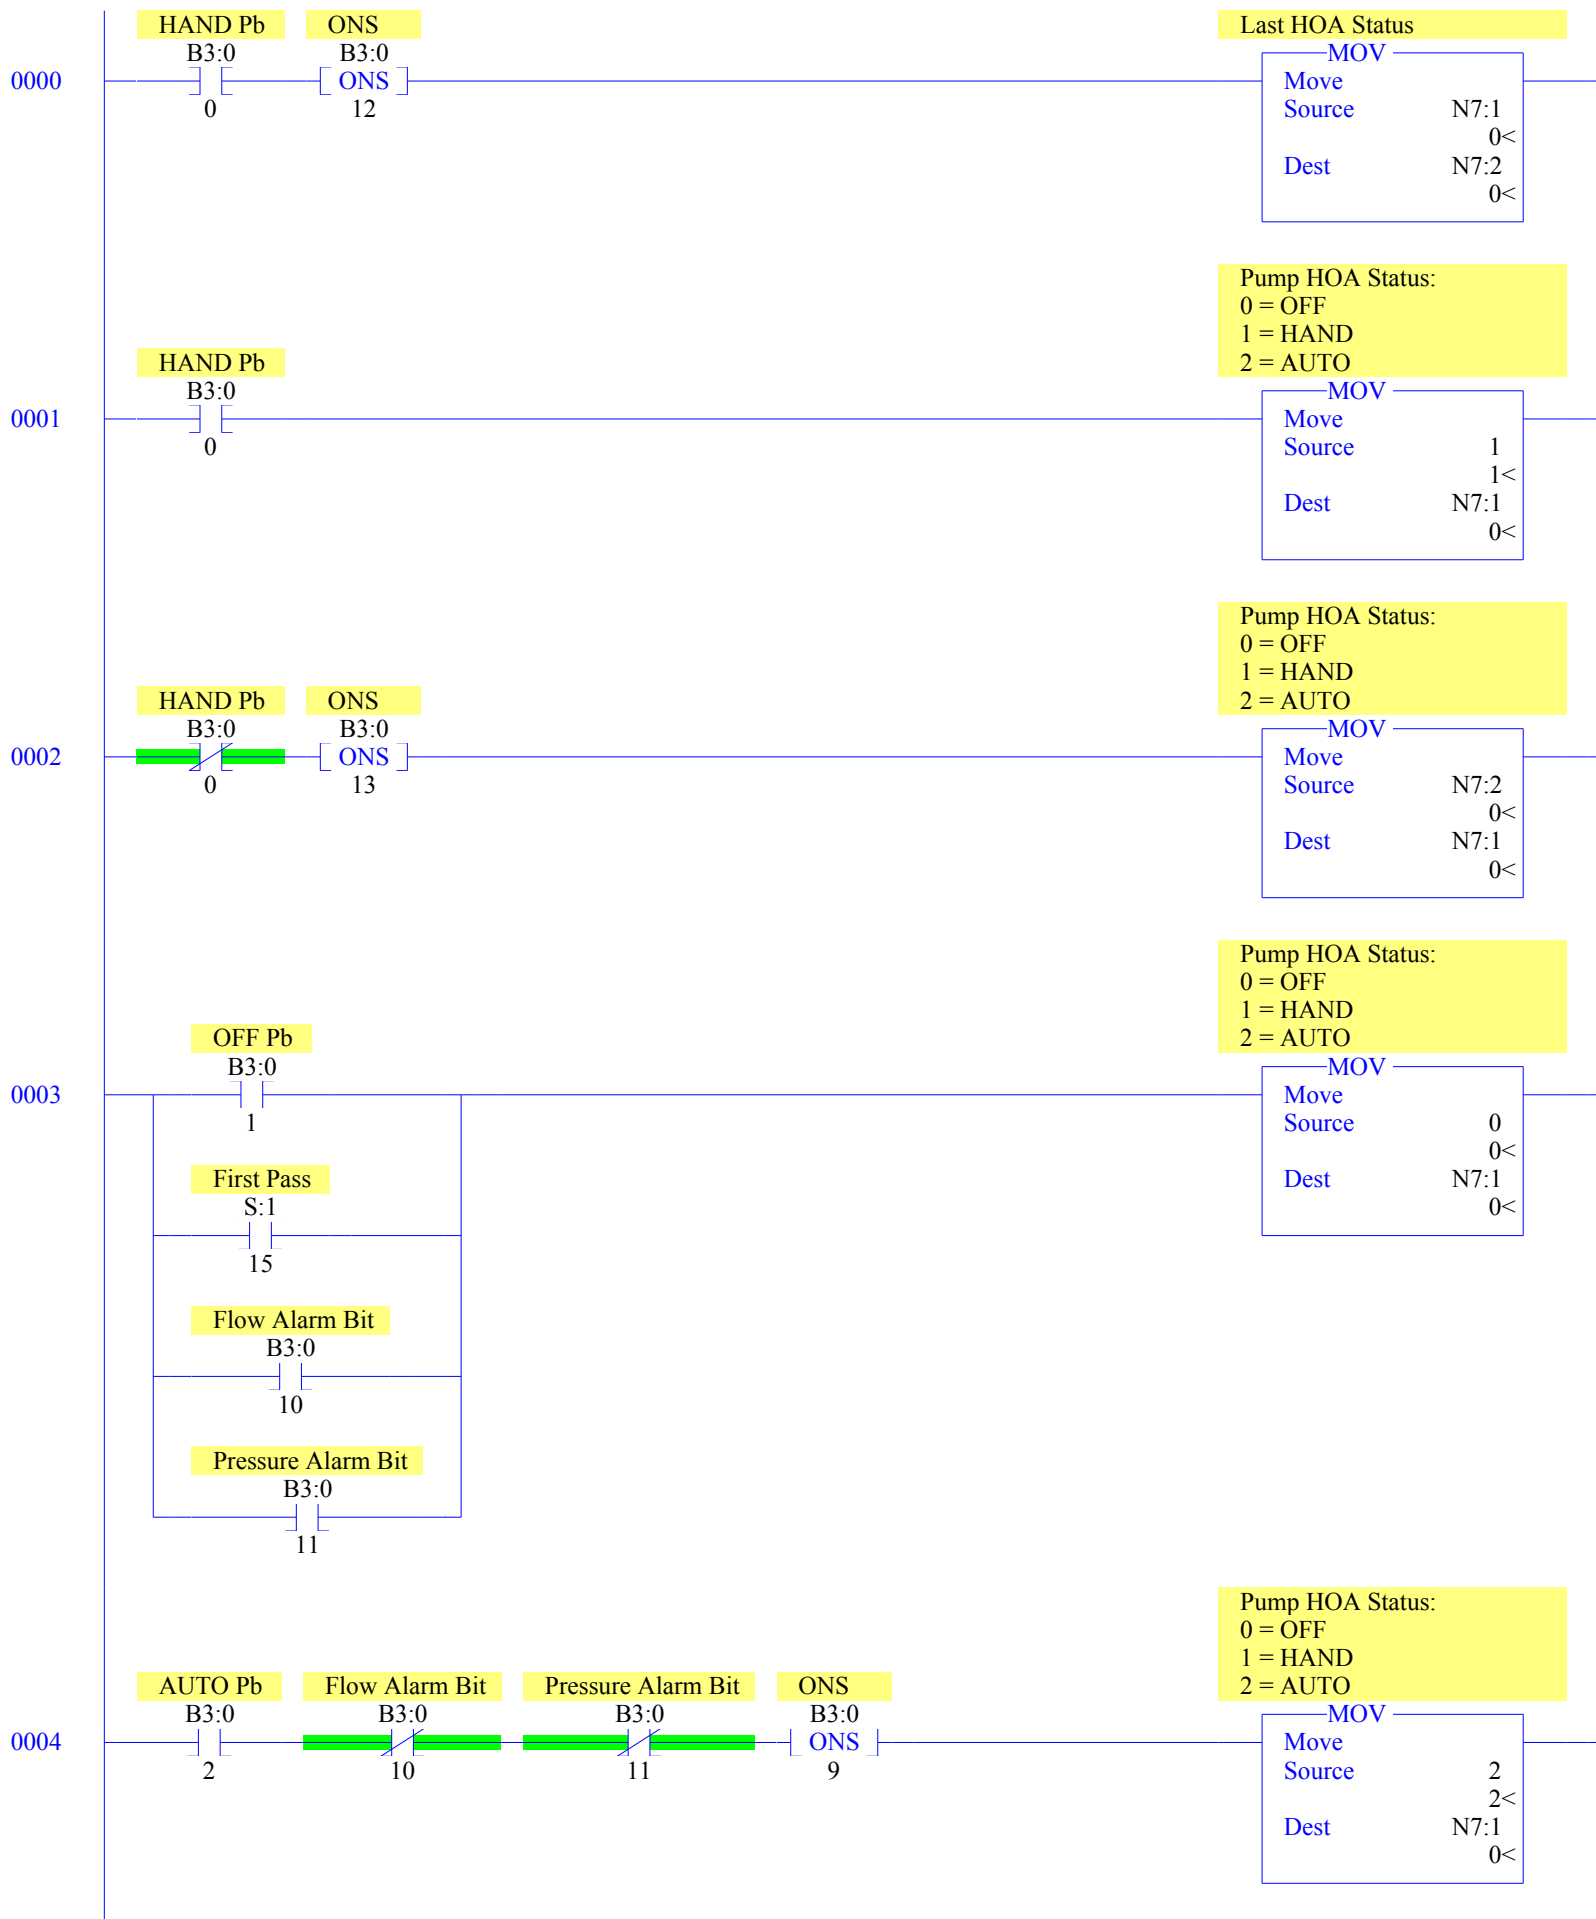 HAND Pb ONS Last HOA Status
B3:0 B3:0 MOV
0000 ONS Move
0 12 Source N7:1
0<
Dest N7:2
0<
Pump HOA Status:
0 = OFF
1 = HAND
HAND Pb 2 = AUTO
B3:0 MOV
0001 Move
0 Source 1
1<
Dest N7:1
0<
Pump HOA Status:
0 = OFF
1 = HAND
HAND Pb ONS 2 = AUTO
B3:0 B3:0 MOV
0002 ONS Move
0 13 Source N7:2
0<
Dest N7:1
0<
Pump HOA Status:
0 = OFF
1 = HAND
OFF Pb 2 = AUTO
B3:0 MOV
0003 Move
1 Source 0
0<
First Pass Dest N7:1
S:1 0<
15
Flow Alarm Bit
B3:0
10
Pressure Alarm Bit
B3:0
11
Pump HOA Status:
0 = OFF
1 = HAND
AUTO Pb Flow Alarm Bit Pressure Alarm Bit ONS 2 = AUTO
B3:0 B3:0 B3:0 B3:0 MOV
0004 ONS Move
2 10 11 9 Source 2
2<
Dest N7:1
0<